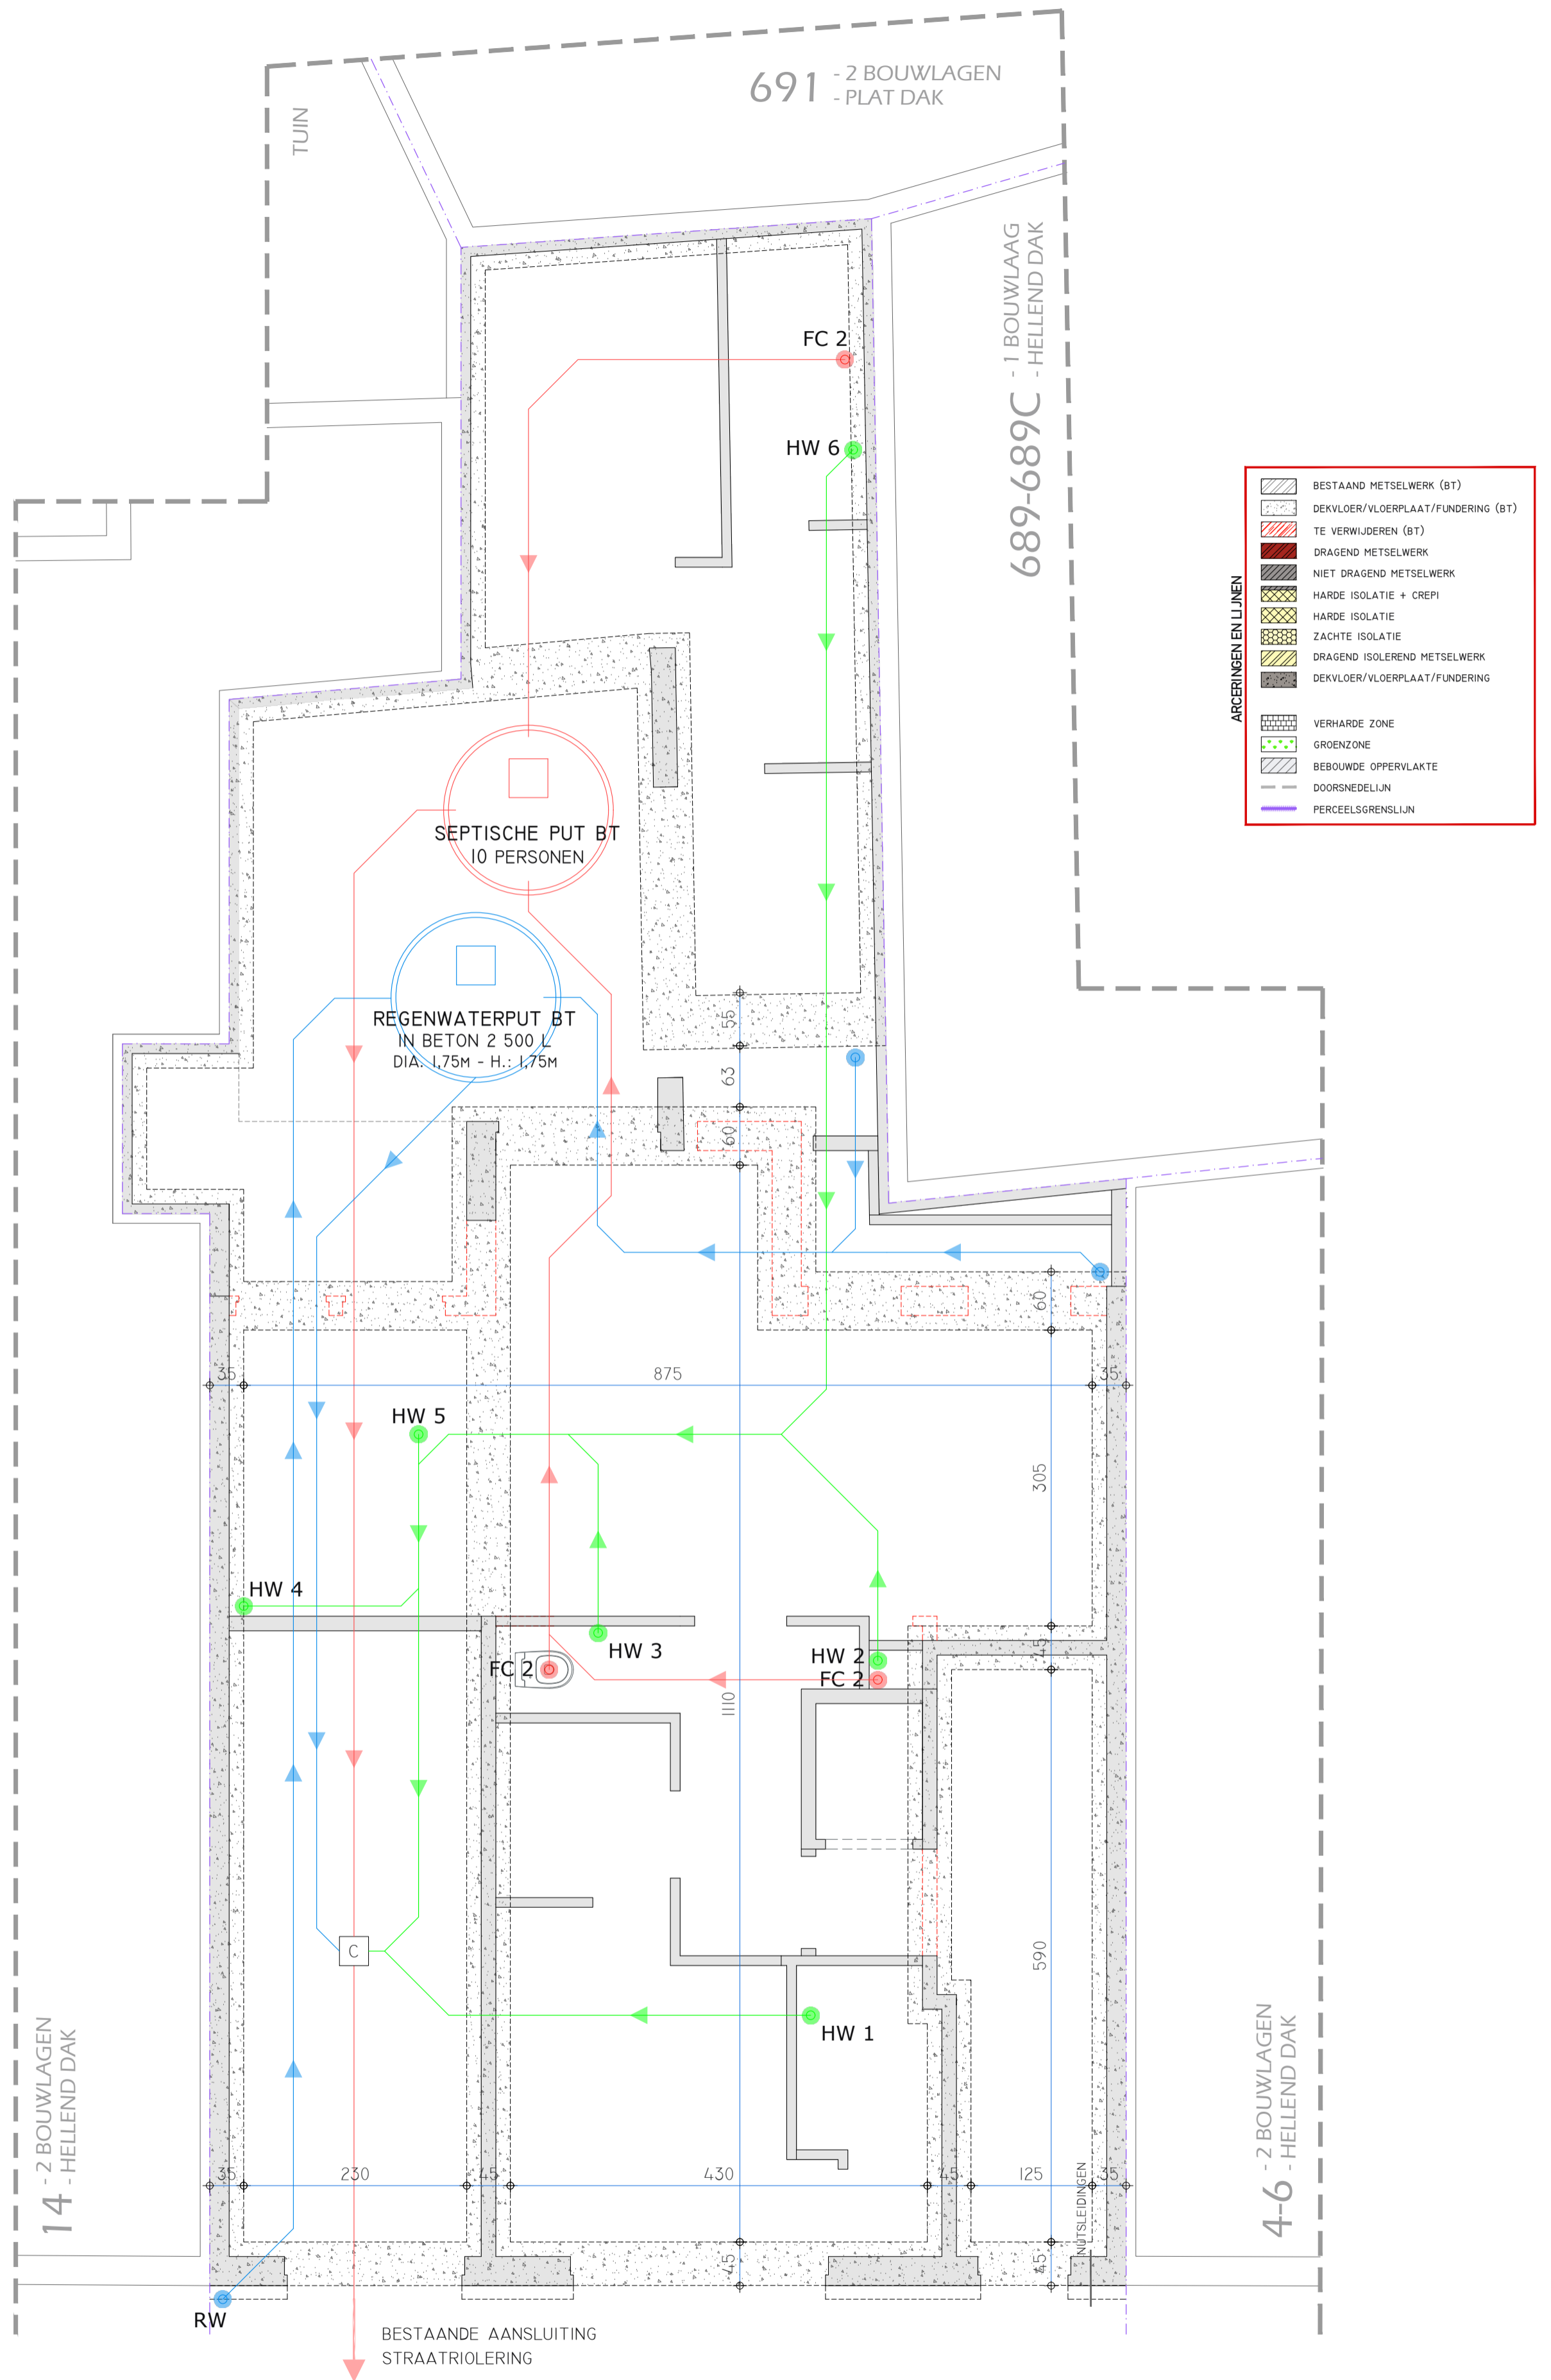 691 - 2 BOUWLAGEN
- PLAT DAK
TUIN
689-689C - 1 BOUWLAAG
- HELLEND DAK
FC 2
HW 6
ARCERINGEN EN LIJNEN
BESTAAND METSELWERK (BT)
DEKVLOER/VLOERPLAAT/FUNDERING (BT)
TE VERWIJDEREN (BT)
DRAGEND METSELWERK
NIET DRAGEND METSELWERK
HARDE ISOLATIE + CREPI
HARDE ISOLATIE
ZACHTE ISOLATIE
DRAGEND ISOLEREND METSELWERK
DEKVLOER/VLOERPLAAT/FUNDERING
VERHARDE ZONE
GROENZONE
BEBOUWDE OPPERVLAKTE
DOORSNEDELIJN
PERCEELSGRENSLIJN
SEPTISCHE PUT BT
10 PERSONEN
REGENWATERPUT BT
IN BETON 2 500 L
DIA. 1,75M - H.: 1,75M
55
63
60
60
35
875
35
HW 5
305
HW 4
HW 3
HW 2
45
FC 2
FC 2
1110
C
590
HW 1
14 - 2 BOUWLAGEN
- HELLEND DAK
4-6 - 2 BOUWLAGEN
- HELLEND DAK
35
230
45
430
45
125
35
NUTSLEIDINGEN
45
45
RW
BESTAANDE AANSLUITING
STRAATRIOLERING